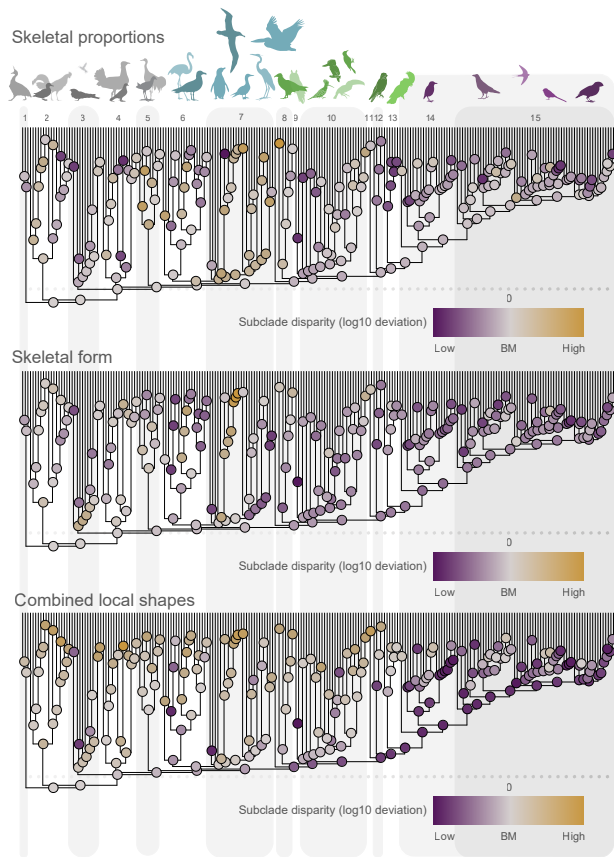 Skeletal proportions
1 2 3 4 5 6 7 8 9 10 11 12 13 14 15
0
Subclade disparity (log10 deviation)
Low BM High
Skeletal form
0
Subclade disparity (log10 deviation)
Low BM High
Combined local shapes
0
Subclade disparity (log10 deviation)
Low BM High